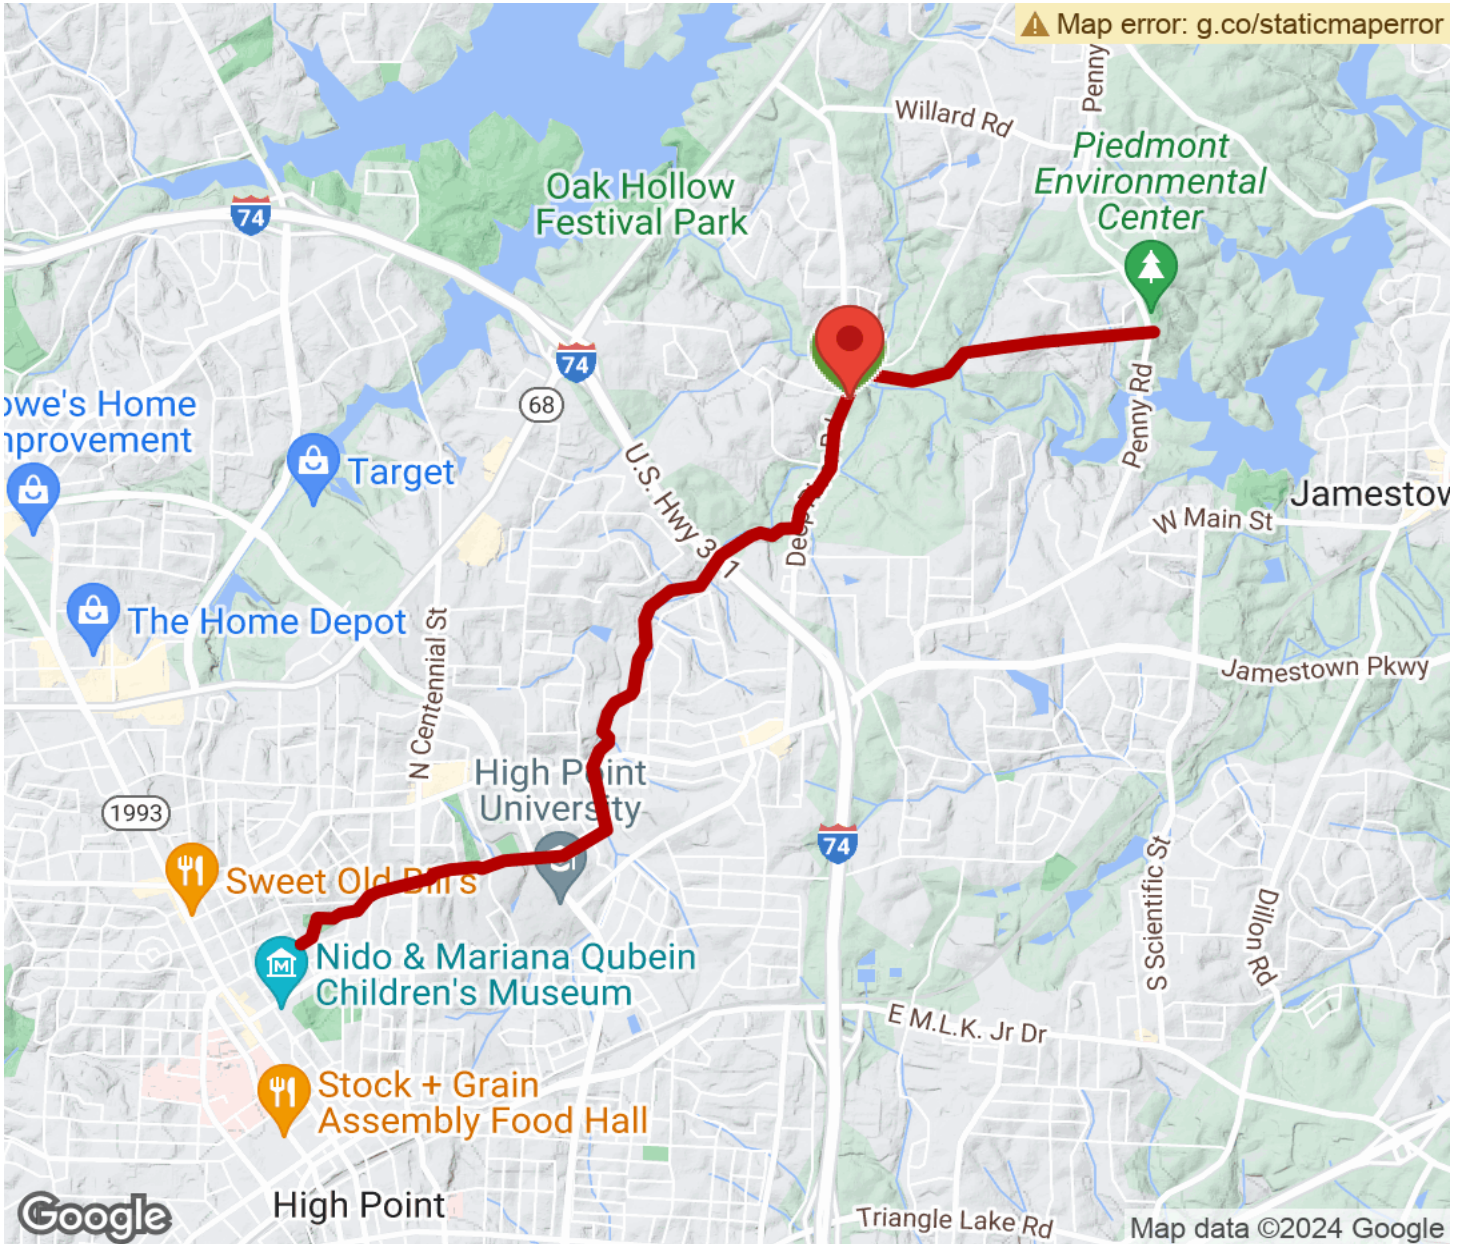 Map error: g.co/staticmaperror
Penny
Willard Rd
Piedmont
Environmental
Center
Oak Hollow
Festival Park
74
74
68
owe's Home
nprovement
Target
U.S. Hwy 3 1
Penny Rd
Jamestow
W Main St
The Home Depot
N Centennial St
Jamestown Pkwy
High Point
University
1993
74
Sweet Old Bill's
S Scientific St
Dillon Rd
Nido & Mariana Qubein
Children's Museum
E M.L.K. Jr Dr
Stock + Grain
Assembly Food Hall
High Point
Triangle Lake Rd
Google
Map data ©2024 Google